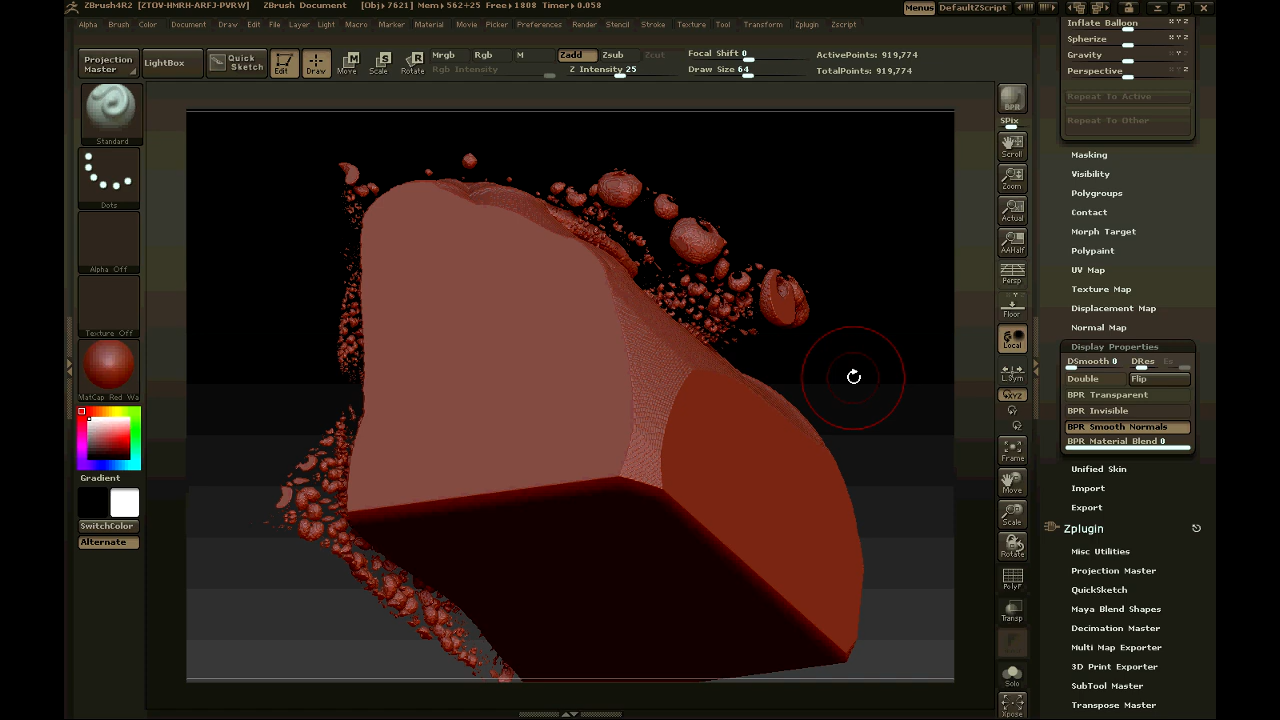 ZBrush4R2 [ZTOV-HMRH-ARFJ-PVRW] ZBrush Document [Obj▸7621] Mem▸562+25 Free▸1808 Timer▸0.058
Menus DefaultZScript
Alpha Brush Color Document Draw Edit File Layer Light Macro Marker Material Movie Picker Preferences Render Stencil Stroke Texture Tool Transform Zplugin Zscript
Projection Master
LightBox
Quick Sketch
Edit
Draw
Move
Scale
Rotate
Mrgb Rgb M
Rgb Intensity
Zadd Zsub Zcut
Z Intensity 25
Focal Shift 0
Draw Size 64
ActivePoints: 919,774
TotalPoints: 919,774
Standard
Dots
Alpha Off
Texture Off
MatCap Red Wa
Gradient
SwitchColor
Alternate
BPR
SPix
Scroll
Zoom
Actual
AAHalf
Persp
Floor
Local
L.Sym
XYZ
Frame
Move
Scale
Rotate
PolyF
Transp
Solo
Xpose
Inflate Balloon X Y Z
Spherize X Y Z
Gravity X Y Z
Perspective X Y Z
Repeat To Active
Repeat To Other
Masking
Visibility
Polygroups
Contact
Morph Target
Polypaint
UV Map
Texture Map
Displacement Map
Normal Map
Display Properties
DSmooth 0 DRes Es
Double Flip
BPR Transparent
BPR Invisible
BPR Smooth Normals
BPR Material Blend 0
Unified Skin
Import
Export
Zplugin
Misc Utilities
Projection Master
QuickSketch
Maya Blend Shapes
Decimation Master
Multi Map Exporter
3D Print Exporter
SubTool Master
Transpose Master